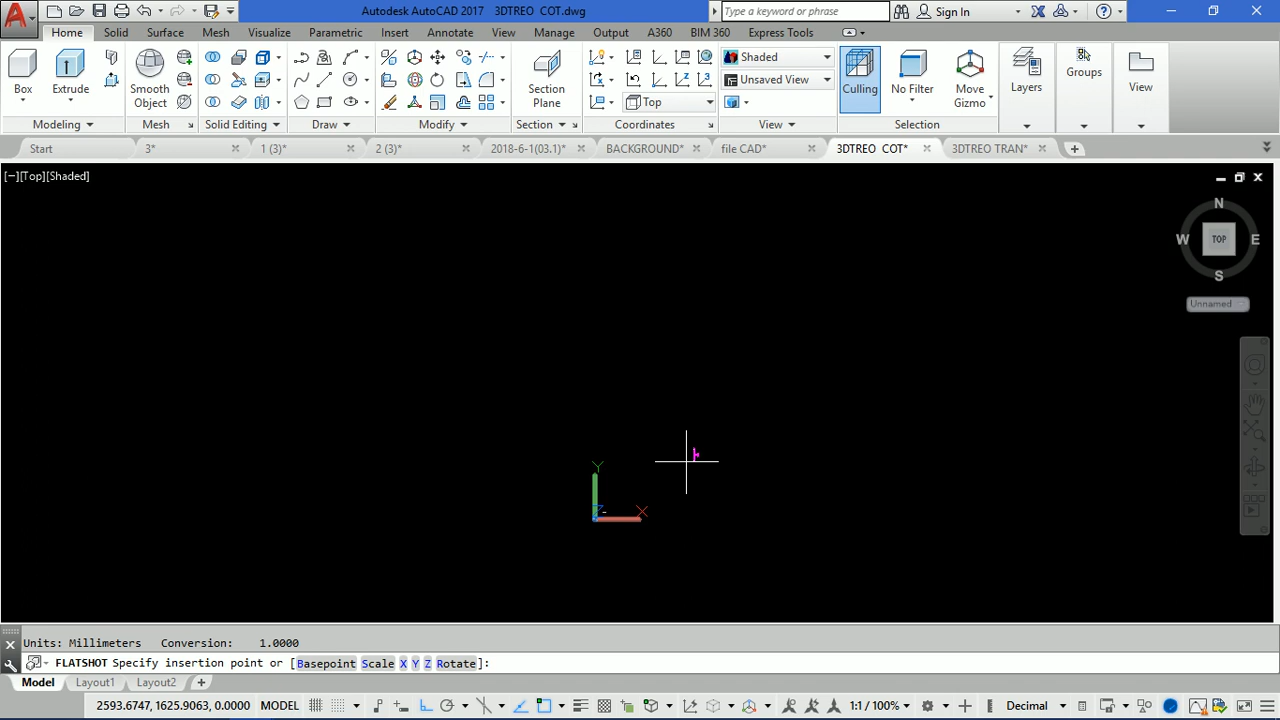 Autodesk AutoCAD 2017 3DTREO COT.dwg
Type a keyword or phrase
Sign In
Home Solid Surface Mesh Visualize Parametric Insert Annotate View Manage Output A360 BIM 360 Express Tools
Box
Extrude
Smooth Object
Section Plane
Shaded
Unsaved View
Top
Culling
No Filter
Move Gizmo
Layers
Groups
View
Modeling Mesh Solid Editing Draw Modify Section Coordinates View Selection
Start 3* 1 (3)* 2 (3)* 2018-6-1(03.1)* BACKGROUND* file CAD* 3DTREO COT* 3DTREO TRAN*
[−][Top][Shaded]
N
W TOP E
S
Unnamed
Y
X
Units: Millimeters Conversion: 1.0000
FLATSHOT Specify insertion point or [Basepoint Scale X Y Z Rotate]:
Model Layout1 Layout2
2593.6747, 1625.9063, 0.0000 MODEL 1:1 / 100% Decimal